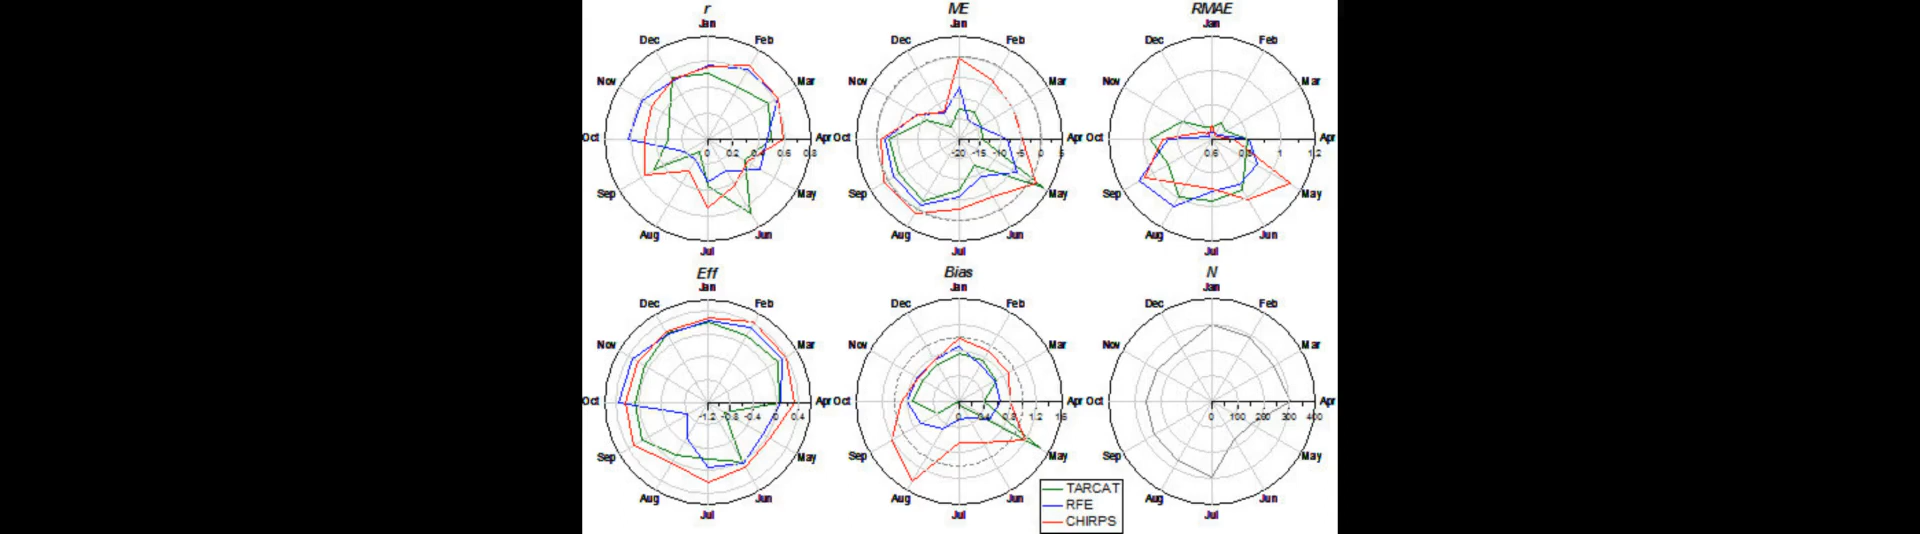 r ME RMAE
Jan Jan Jan
Dec Feb Dec Feb Dec Feb
Nov Mar Nov Mar Nov Mar
Oct Apr Oct Apr Oct Apr
0 0.2 0.4 0.6 0.8 -20 -15 -10 -5 0 5 0.6 0.8 1 1.2
Sep May Sep May Sep May
Aug Jun Aug Jun Aug Jun
Jul Jul Jul
Eff Bias N
Jan Jan Jan
Dec Feb Dec Feb Dec Feb
Nov Mar Nov Mar Nov Mar
Oct Apr Oct Apr Oct Apr
-1.2 -0.8 -0.4 0 0.4 0 0.4 0.8 1.2 1.6 0 100 200 300 400
Sep May Sep May Sep May
Aug Jun Aug Jun Aug Jun
Jul Jul Jul
TARCAT
RFE
CHIRPS